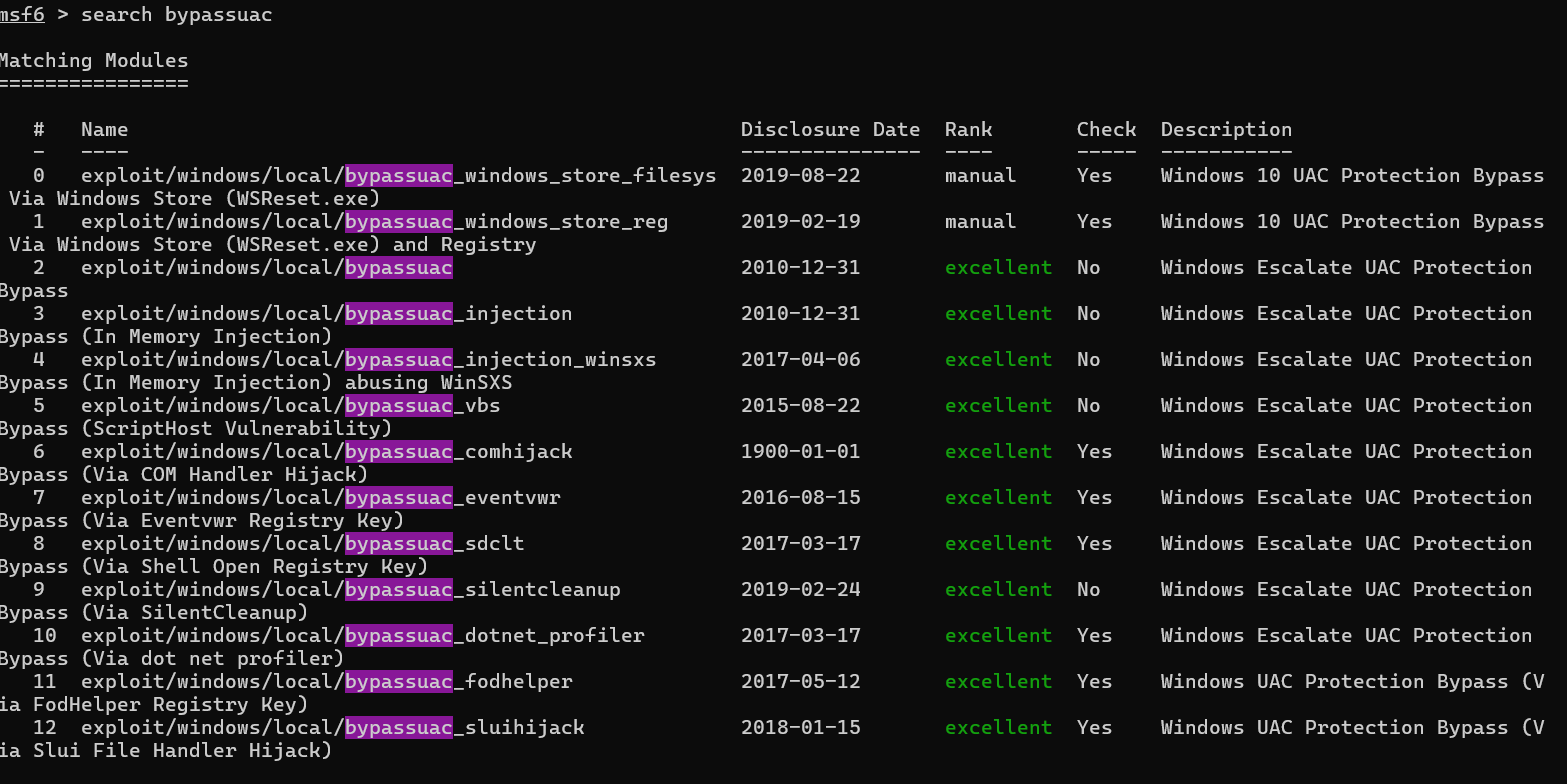 msf6 > search bypassuac
Matching Modules
================
# Name Disclosure Date Rank Check Description
- ---- --------------- ---- ----- -----------
0 exploit/windows/local/bypassuac_windows_store_filesys 2019-08-22 manual Yes Windows 10 UAC Protection Bypass
Via Windows Store (WSReset.exe)
1 exploit/windows/local/bypassuac_windows_store_reg 2019-02-19 manual Yes Windows 10 UAC Protection Bypass
Via Windows Store (WSReset.exe) and Registry
2 exploit/windows/local/bypassuac 2010-12-31 excellent No Windows Escalate UAC Protection
Bypass
3 exploit/windows/local/bypassuac_injection 2010-12-31 excellent No Windows Escalate UAC Protection
Bypass (In Memory Injection)
4 exploit/windows/local/bypassuac_injection_winsxs 2017-04-06 excellent No Windows Escalate UAC Protection
Bypass (In Memory Injection) abusing WinSXS
5 exploit/windows/local/bypassuac_vbs 2015-08-22 excellent No Windows Escalate UAC Protection
Bypass (ScriptHost Vulnerability)
6 exploit/windows/local/bypassuac_comhijack 1900-01-01 excellent Yes Windows Escalate UAC Protection
Bypass (Via COM Handler Hijack)
7 exploit/windows/local/bypassuac_eventvwr 2016-08-15 excellent Yes Windows Escalate UAC Protection
Bypass (Via Eventvwr Registry Key)
8 exploit/windows/local/bypassuac_sdclt 2017-03-17 excellent Yes Windows Escalate UAC Protection
Bypass (Via Shell Open Registry Key)
9 exploit/windows/local/bypassuac_silentcleanup 2019-02-24 excellent No Windows Escalate UAC Protection
Bypass (Via SilentCleanup)
10 exploit/windows/local/bypassuac_dotnet_profiler 2017-03-17 excellent Yes Windows Escalate UAC Protection
Bypass (Via dot net profiler)
11 exploit/windows/local/bypassuac_fodhelper 2017-05-12 excellent Yes Windows UAC Protection Bypass (V
ia FodHelper Registry Key)
12 exploit/windows/local/bypassuac_sluihijack 2018-01-15 excellent Yes Windows UAC Protection Bypass (V
ia Slui File Handler Hijack)